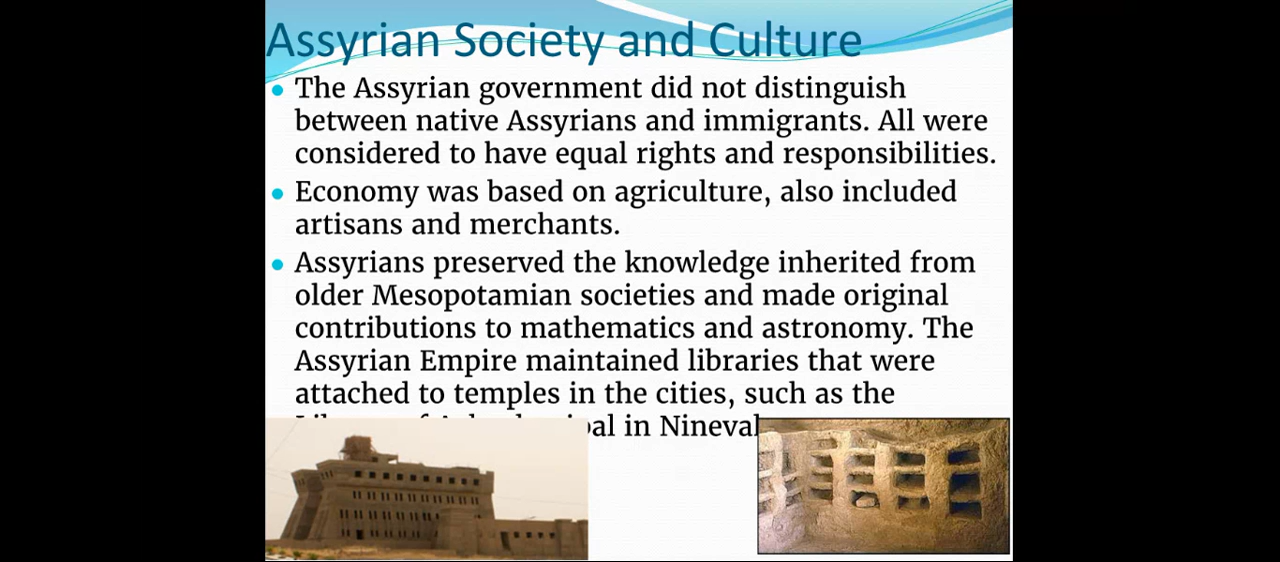 Assyrian Society and Culture
The Assyrian government did not distinguish
between native Assyrians and immigrants. All were
considered to have equal rights and responsibilities.
Economy was based on agriculture, also included
artisans and merchants.
Assyrians preserved the knowledge inherited from
older Mesopotamian societies and made original
contributions to mathematics and astronomy. The
Assyrian Empire maintained libraries that were
attached to temples in the cities, such as the
in